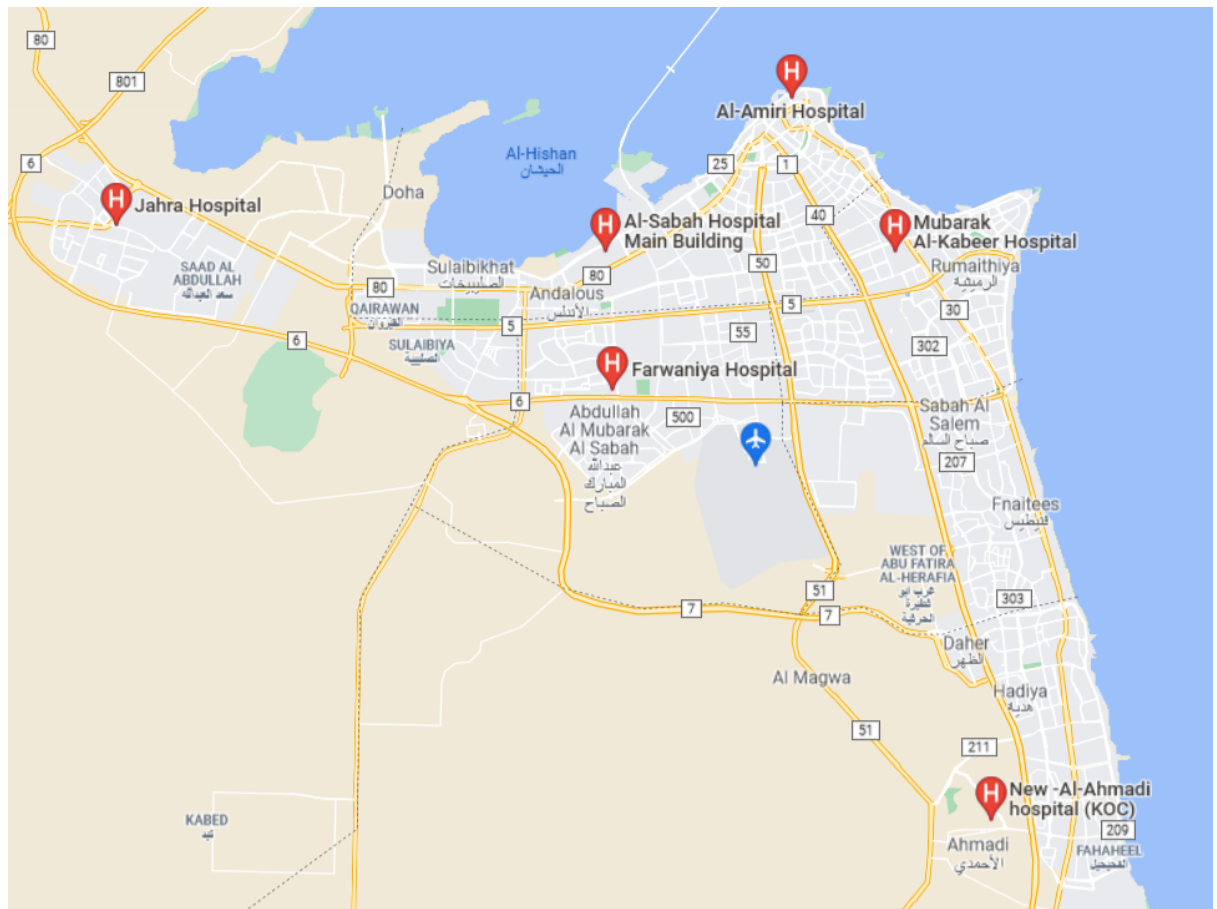 80
801
H
Al-Amiri Hospital
Al-Hishan
الحيشان
6
25
1
Doha
H
Jahra Hospital
40
H
Al-Sabah Hospital
Main Building
H
Mubarak
Al-Kabeer Hospital
SAAD AL
ABDULLAH
سعد العبدالله
Sulaibikhat
الصليبيخات
80
50
Rumaithiya
الرميثية
80
Andalous
الأندلس
QAIRAWAN
القيروان
5
30
5
55
6
SULAIBIYA
الصليبية
302
H
Farwaniya Hospital
6
500
Abdullah
Al Mubarak
Al Sabah
عبدالله
المبارك
الصباح
Sabah Al
Salem
صباح السالم
207
Fnaitees
فنيطيس
WEST OF
ABU FATIRA
AL-HERAFIA
غرب ابو
فطيرة
الحرفية
51
303
7
7
Daher
الظهر
Al Magwa
Hadiya
هدية
51
211
H
New -Al-Ahmadi
hospital (KOC)
KABED
كبد
209
Ahmadi
الأحمدي
FAHAHEEL
الفحيحيل